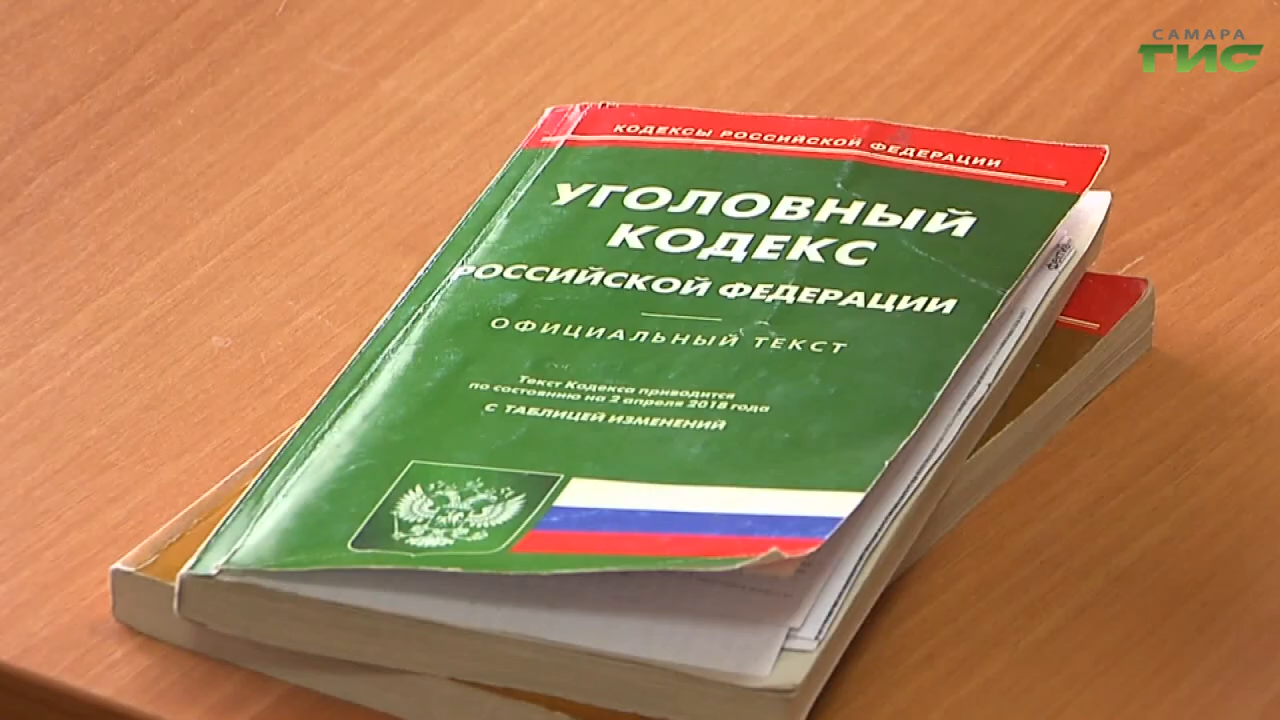 САМАРА
ГИС
КОДЕКСЫ РОССИЙСКОЙ ФЕДЕРАЦИИ
УГОЛОВНЫЙ
КОДЕКС
РОССИЙСКОЙ ФЕДЕРАЦИИ
ОФИЦИАЛЬНЫЙ ТЕКСТ
Текст Кодекса приводится
по состоянию на 2 апреля 2018 года
С ТАБЛИЦЕЙ ИЗМЕНЕНИЙ